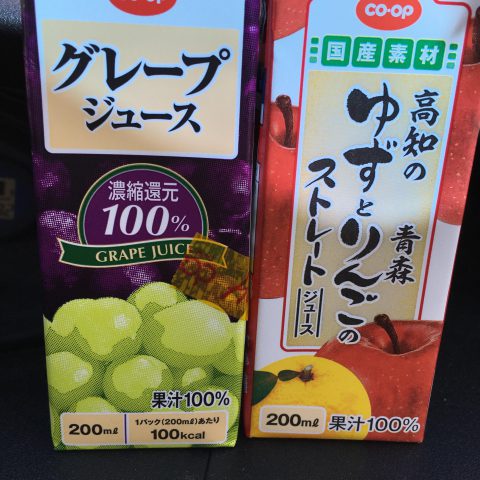 CO·OP
グレープ
ジュース
濃縮還元
100%
GRAPE JUICE
果汁100%
200mℓ
1パック(200mℓ)あたり
100kcal
CO·OP
国産素材
高知の
ゆずと
青森
りんごの
ストレート
ジュース
200mℓ
果汁100%